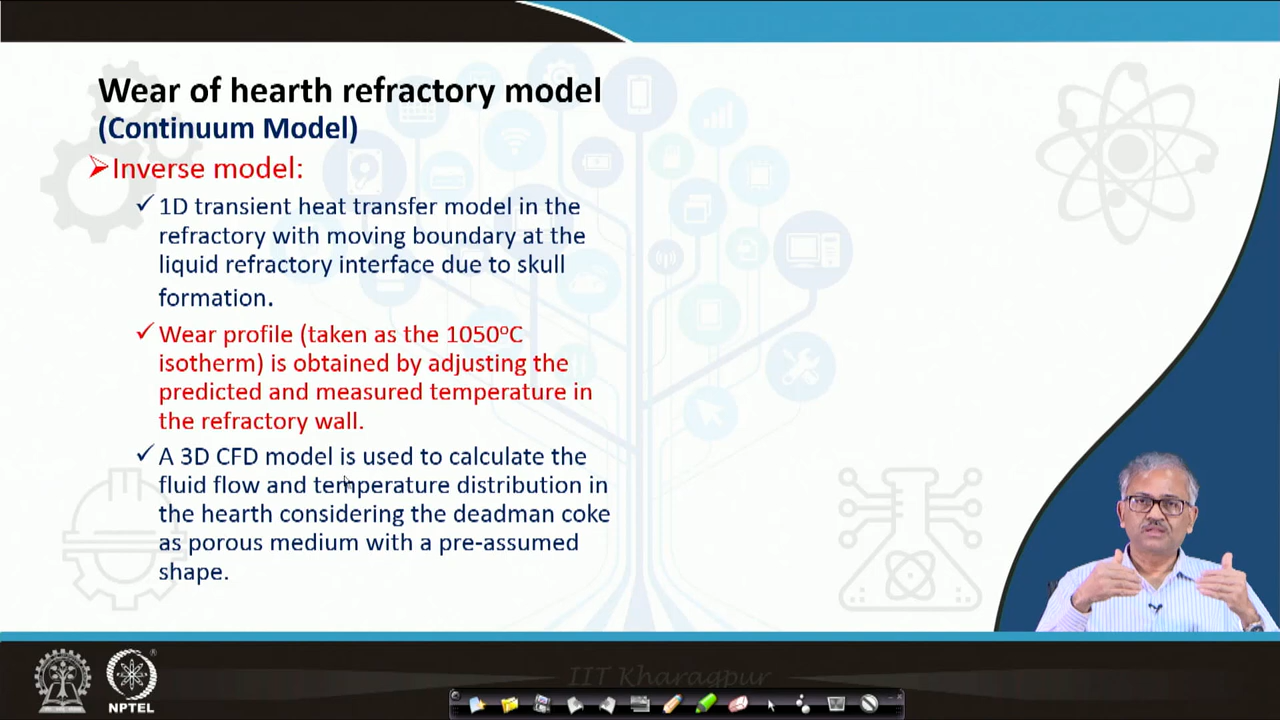 Wear of hearth refractory model
(Continuum Model)
Inverse model:
1D transient heat transfer model in the
refractory with moving boundary at the
liquid refractory interface due to skull
formation.
Wear profile (taken as the 1050°C
isotherm) is obtained by adjusting the
predicted and measured temperature in
the refractory wall.
A 3D CFD model is used to calculate the
fluid flow and temperature distribution in
the hearth considering the deadman coke
as porous medium with a pre-assumed
shape.
IIT Kharagpur
NPTEL